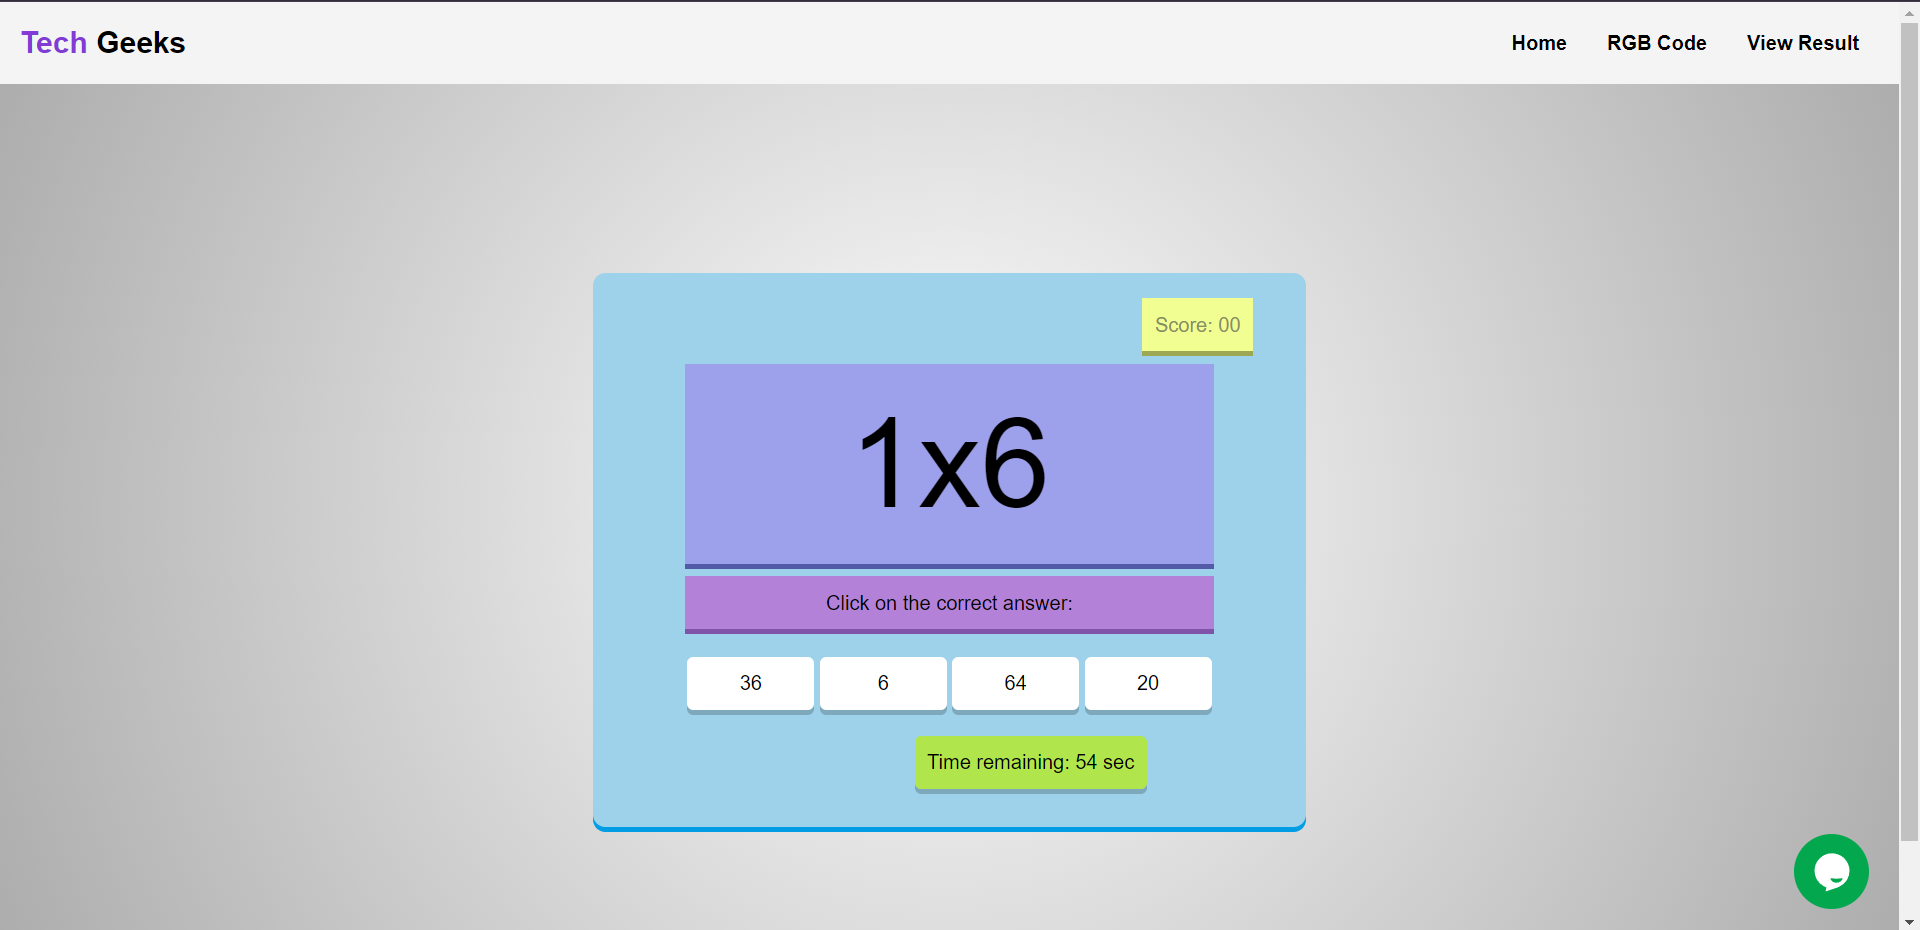 Tech Geeks
Home RGB Code View Result
Score: 00
1x6
Click on the correct answer:
36 6 64 20
Time remaining: 54 sec